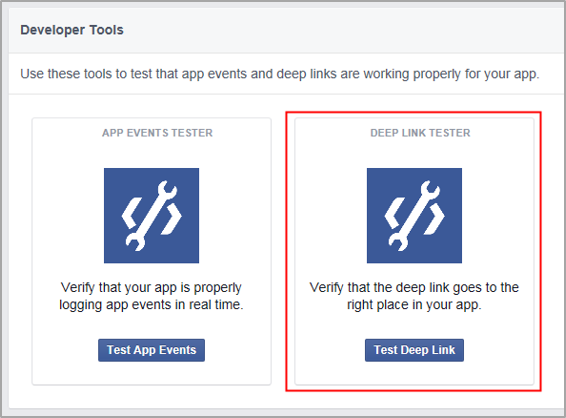 Developer Tools
Use these tools to test that app events and deep links are working properly for your app.
APP EVENTS TESTER
Verify that your app is properly
logging app events in real time.
Test App Events
DEEP LINK TESTER
Verify that the deep link goes to the
right place in your app.
Test Deep Link